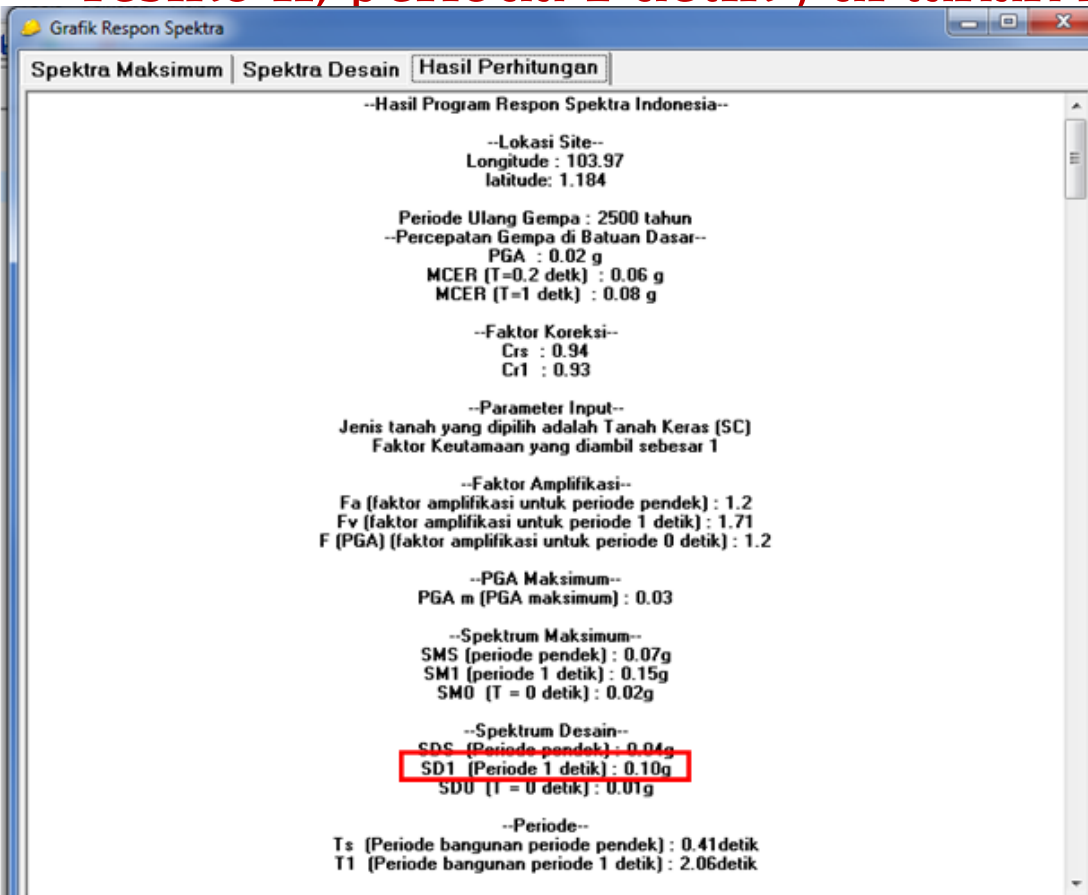 Grafik Respon Spektra
Spektra Maksimum Spektra Desain Hasil Perhitungan
--Hasil Program Respon Spektra Indonesia--
--Lokasi Site--
Longitude : 103.97
latitude: 1.184
Periode Ulang Gempa : 2500 tahun
--Percepatan Gempa di Batuan Dasar--
PGA : 0.02 g
MCER (T=0.2 detk) : 0.06 g
MCER (T=1 detk) : 0.08 g
--Faktor Koreksi--
Crs : 0.94
Cr1 : 0.93
--Parameter Input--
Jenis tanah yang dipilih adalah Tanah Keras (SC)
Faktor Keutamaan yang diambil sebesar 1
--Faktor Amplifikasi--
Fa (faktor amplifikasi untuk periode pendek) : 1.2
Fv (faktor amplifikasi untuk periode 1 detik) : 1.71
F (PGA) (faktor amplifikasi untuk periode 0 detik) : 1.2
--PGA Maksimum--
PGA m (PGA maksimum) : 0.03
--Spektrum Maksimum--
SMS (periode pendek) : 0.07g
SM1 (periode 1 detik) : 0.15g
SM0 (T = 0 detik) : 0.02g
--Spektrum Desain--
SDS (Periode pendek) : 0.04g
SD1 (Periode 1 detik) : 0.10g
SD0 (T = 0 detik) : 0.01g
--Periode--
Ts (Periode bangunan periode pendek) : 0.41detik
T1 (Periode bangunan periode 1 detik) : 2.06detik